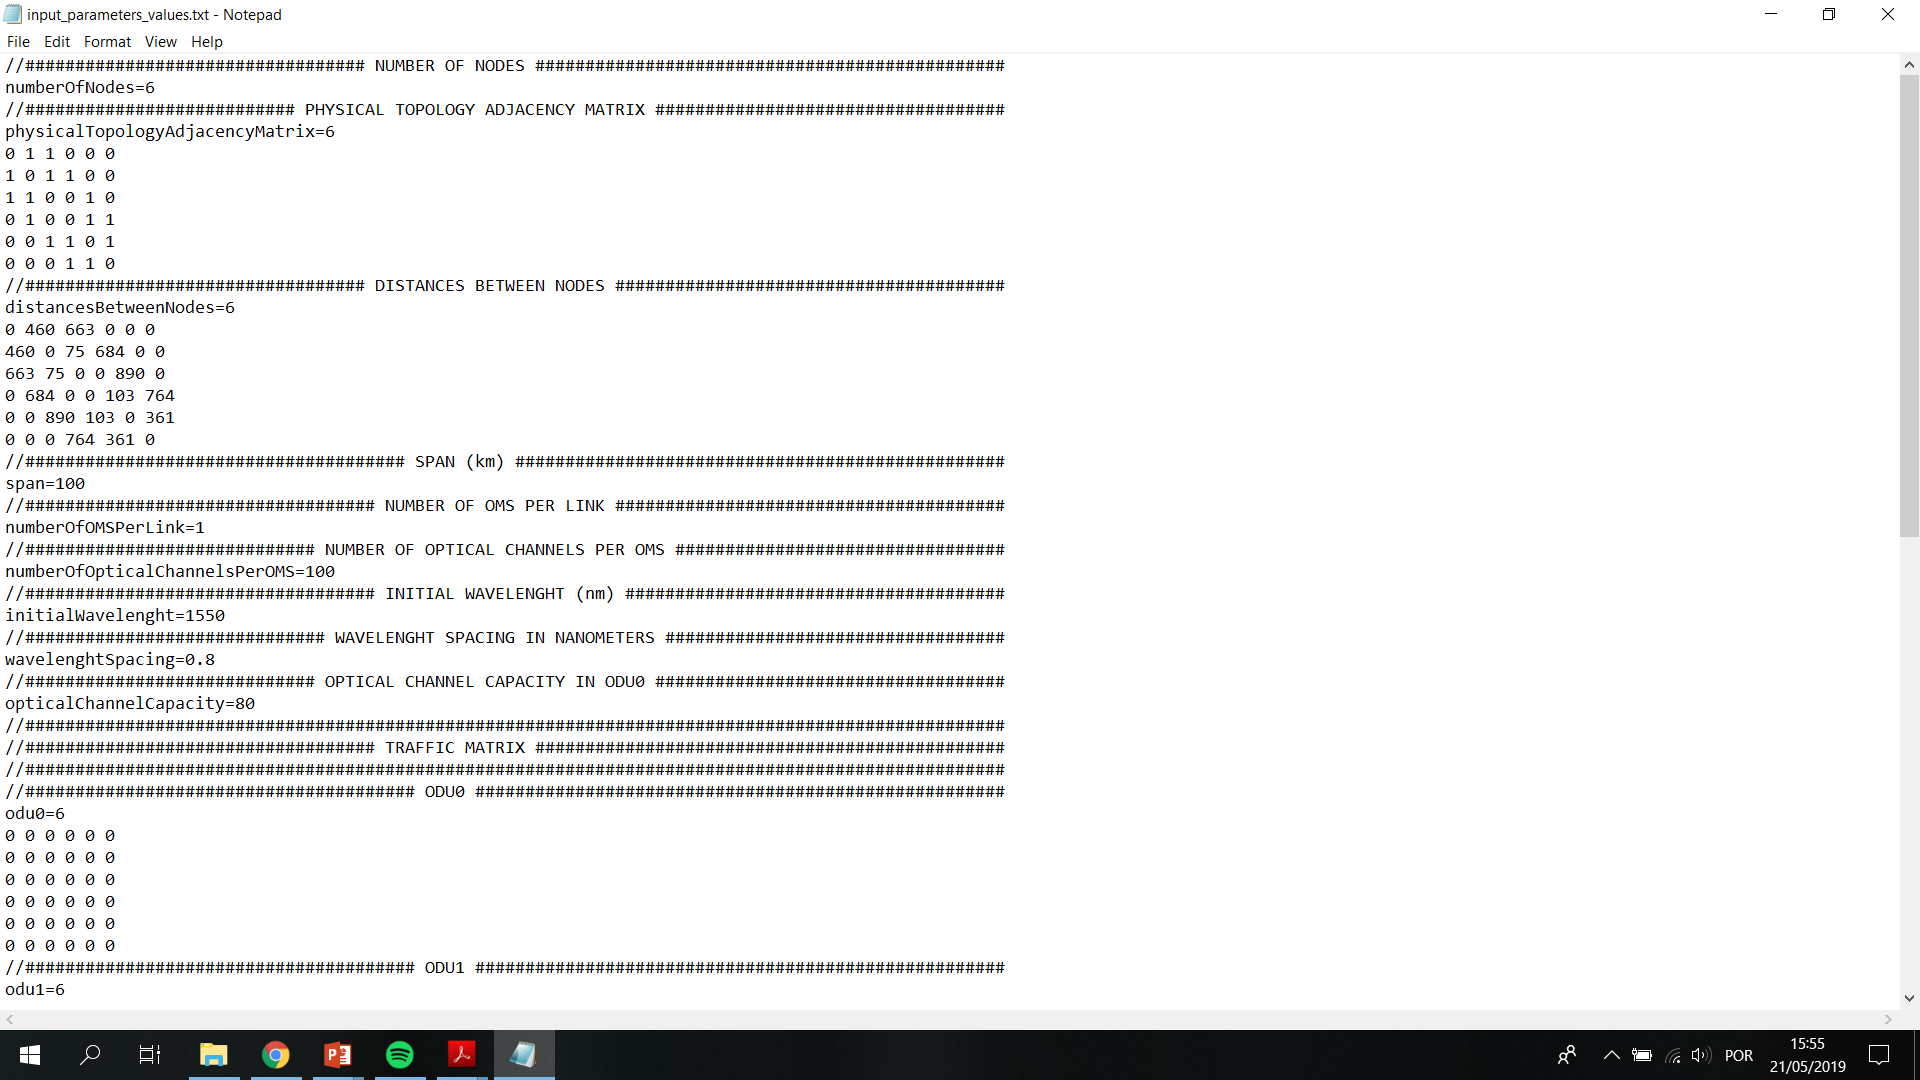 input_parameters_values.txt - Notepad
File Edit Format View Help
//################################## NUMBER OF NODES ###############################################
numberOfNodes=6
//########################### PHYSICAL TOPOLOGY ADJACENCY MATRIX ###################################
physicalTopologyAdjacencyMatrix=6
0 1 1 0 0 0
1 0 1 1 0 0
1 1 0 0 1 0
0 1 0 0 1 1
0 0 1 1 0 1
0 0 0 1 1 0
//################################## DISTANCES BETWEEN NODES #######################################
distancesBetweenNodes=6
0 460 663 0 0 0
460 0 75 684 0 0
663 75 0 0 890 0
0 684 0 0 103 764
0 0 890 103 0 361
0 0 0 764 361 0
//###################################### SPAN (km) #################################################
span=100
//################################### NUMBER OF OMS PER LINK #######################################
numberOfOMSPerLink=1
//############################# NUMBER OF OPTICAL CHANNELS PER OMS #################################
numberOfOpticalChannelsPerOMS=100
//################################### INITIAL WAVELENGHT (nm) ######################################
initialWavelenght=1550
//############################## WAVELENGHT SPACING IN NANOMETERS ##################################
wavelenghtSpacing=0.8
//############################# OPTICAL CHANNEL CAPACITY IN ODU0 ###################################
opticalChannelCapacity=80
//##################################################################################################
//################################### TRAFFIC MATRIX ###############################################
//##################################################################################################
//####################################### ODU0 #####################################################
odu0=6
0 0 0 0 0 0
0 0 0 0 0 0
0 0 0 0 0 0
0 0 0 0 0 0
0 0 0 0 0 0
0 0 0 0 0 0
//####################################### ODU1 #####################################################
odu1=6
POR
15:55
21/05/2019